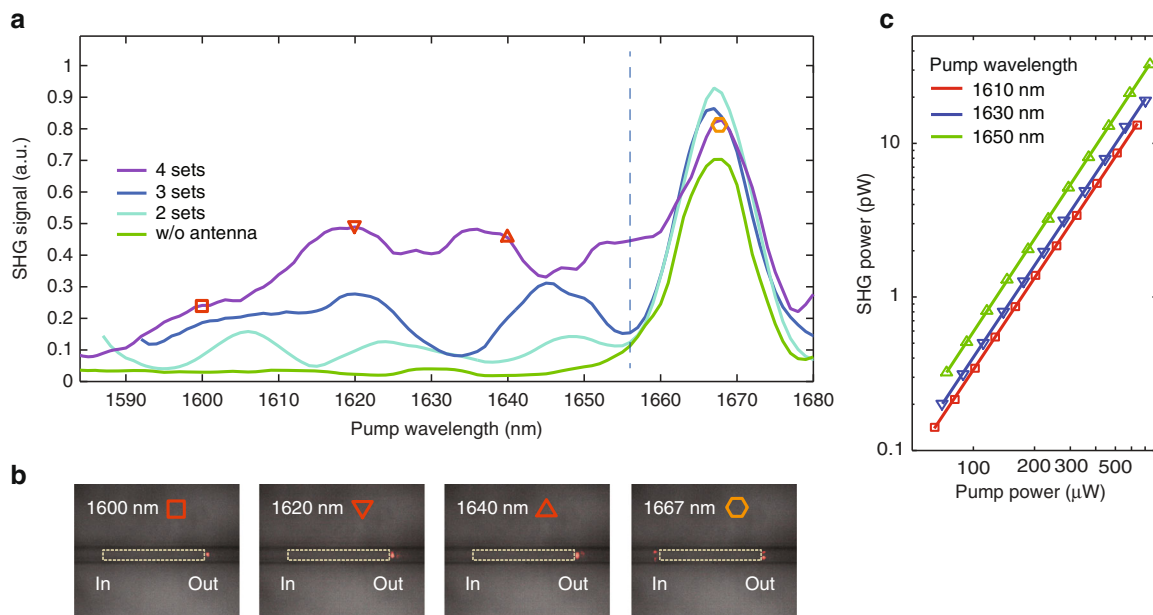 a
SHG signal (a.u.)
1
0.9
0.8
0.7
0.6
0.5
0.4
0.3
0.2
0.1
0
4 sets
3 sets
2 sets
w/o antenna
1590 1600 1610 1620 1630 1640 1650 1660 1670 1680
Pump wavelength (nm)
b
1600 nm
In Out
1620 nm
In Out
1640 nm
In Out
1667 nm
In Out
c
SHG power (pW)
Pump wavelength
1610 nm
1630 nm
1650 nm
10
1
0.1
100 200 300 500
Pump power (μW)